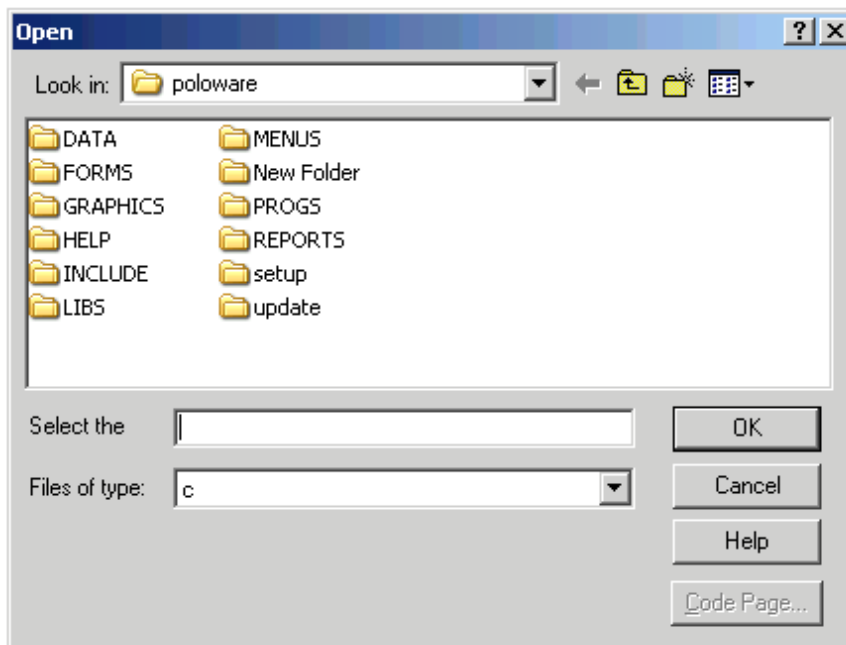 Open
Look in: poloware
DATA MENUS
FORMS New Folder
GRAPHICS PROGS
HELP REPORTS
INCLUDE setup
LIBS update
Select the OK
Files of type: c Cancel
Help
Code Page...